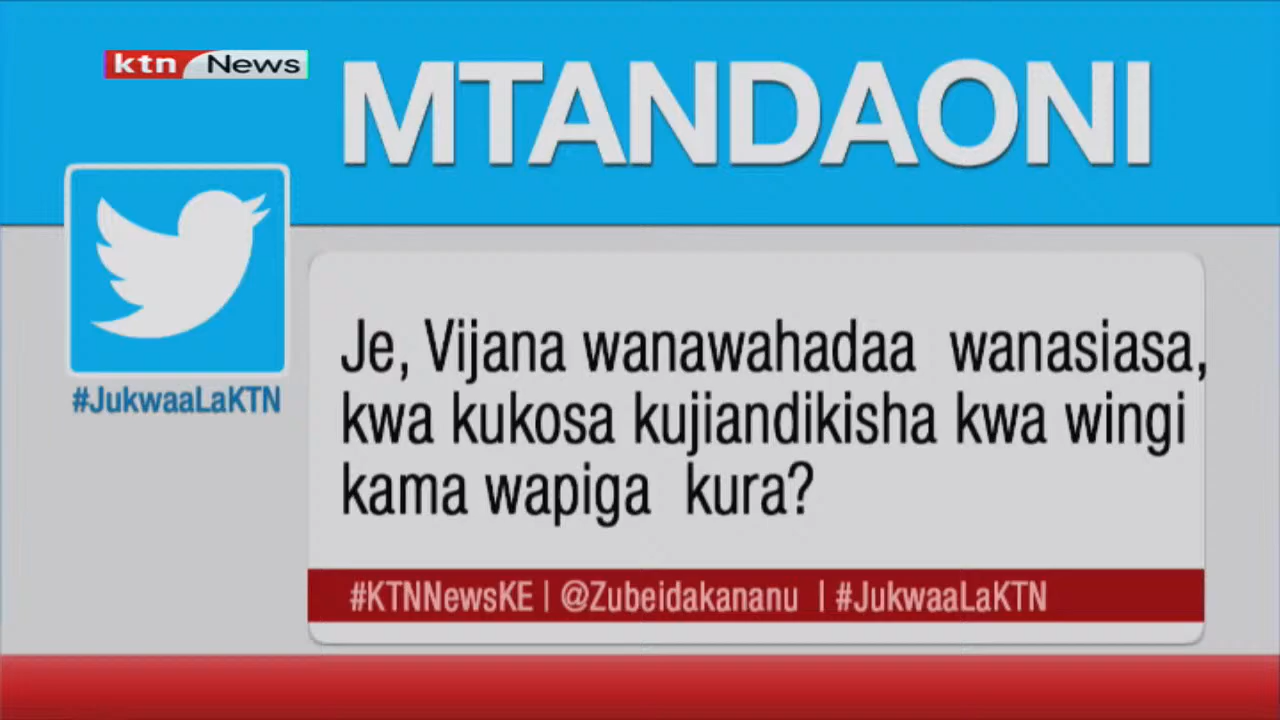 ktn News
MTANDAONI
#JukwaaLaKTN
Je, Vijana wanawahadaa wanasiasa,
kwa kukosa kujiandikisha kwa wingi
kama wapiga kura?
#KTNNewsKE | @Zubeidakananu | #JukwaaLaKTN